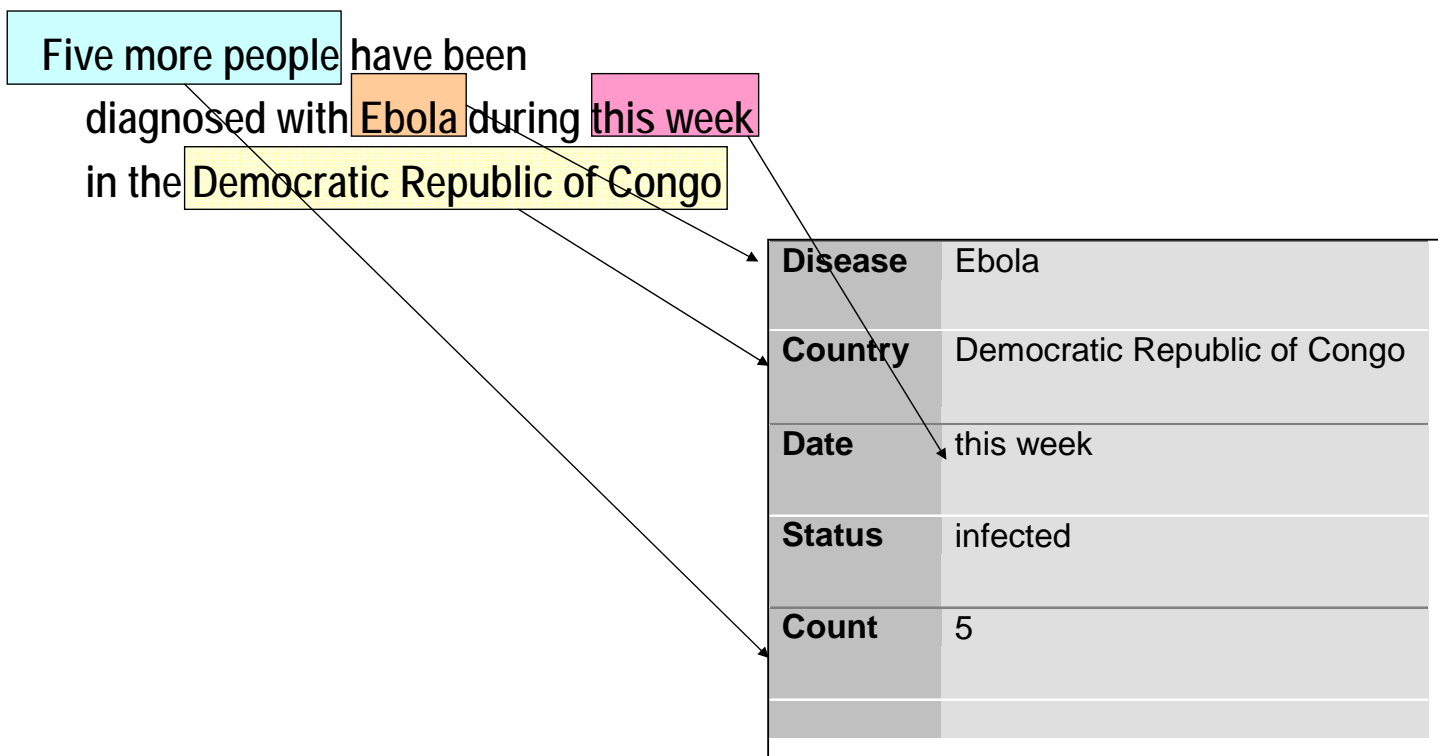 Five more people have been
diagnosed with Ebola during this week
in the Democratic Republic of Congo
Disease Ebola
Country Democratic Republic of Congo
Date this week
Status infected
Count 5